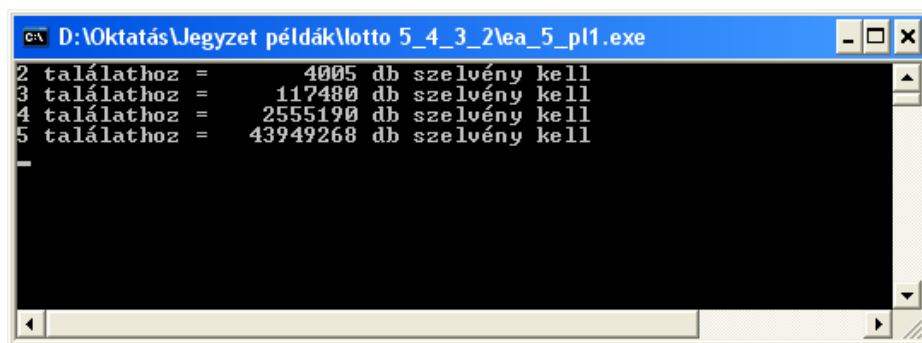 D:\Oktatás\Jegyzet példák\lotto 5_4_3_2\ea_5_pl1.exe
2 találathoz =       4005 db szelvény kell
3 találathoz =     117480 db szelvény kell
4 találathoz =    2555190 db szelvény kell
5 találathoz =   43949268 db szelvény kell